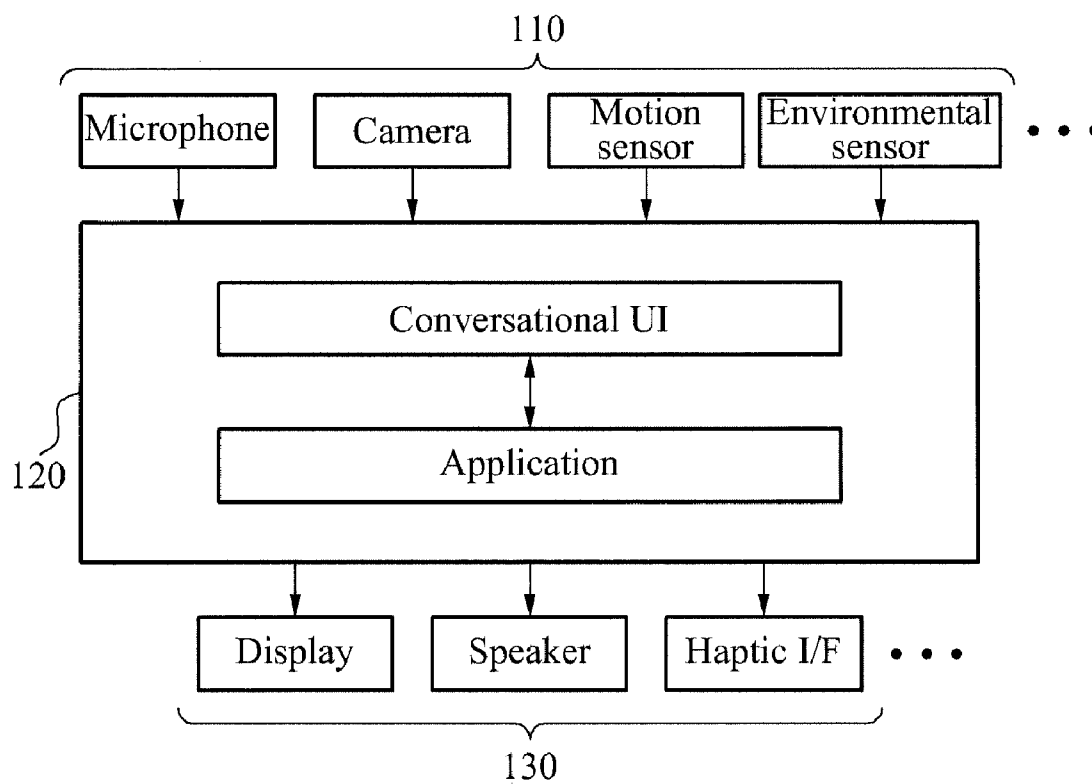 110
Microphone
Camera
Motion
sensor
Environmental
sensor
Conversational UI
Application
120
Display
Speaker
Haptic I/F
130